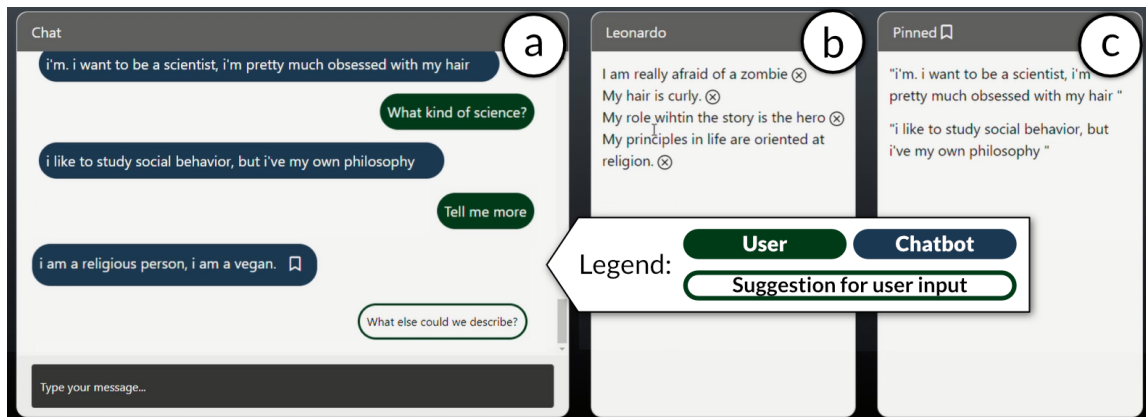 Chat
a
i'm. i want to be a scientist, i'm pretty much obsessed with my hair
What kind of science?
i like to study social behavior, but i've my own philosophy
Tell me more
i am a religious person, i am a vegan.
What else could we describe?
Type your message...
Leonardo
b
I am really afraid of a zombie
My hair is curly.
My role wihtin the story is the hero
My principles in life are oriented at
religion.
Pinned
c
"i'm. i want to be a scientist, i'm
pretty much obsessed with my hair "
"i like to study social behavior, but
i've my own philosophy "
Legend:
User
Chatbot
Suggestion for user input